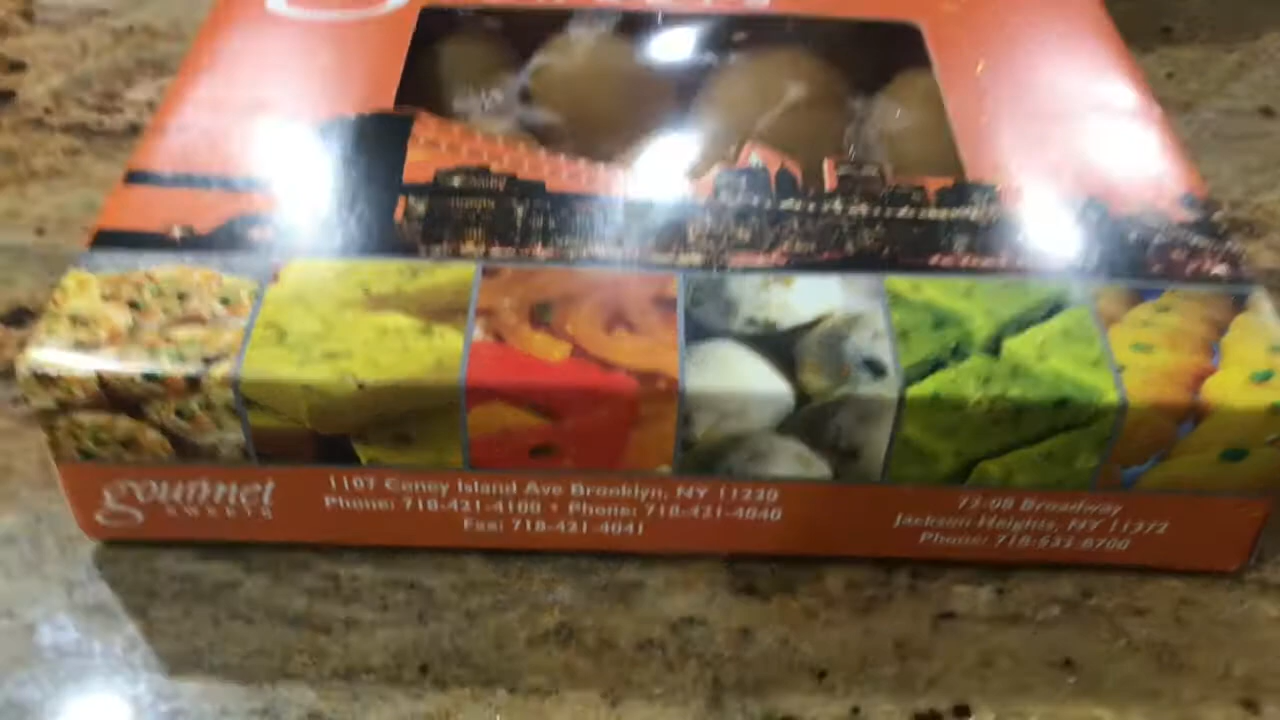 gourmet
SWEETS
1107 Coney Island Ave Brooklyn, NY 11230
Phone: 718-421-4100 • Phone: 718-421-4040
Fax: 718-421-4041
72-08 Broadway
Jackson Heights, NY 11372
Phone: 718-533-8700